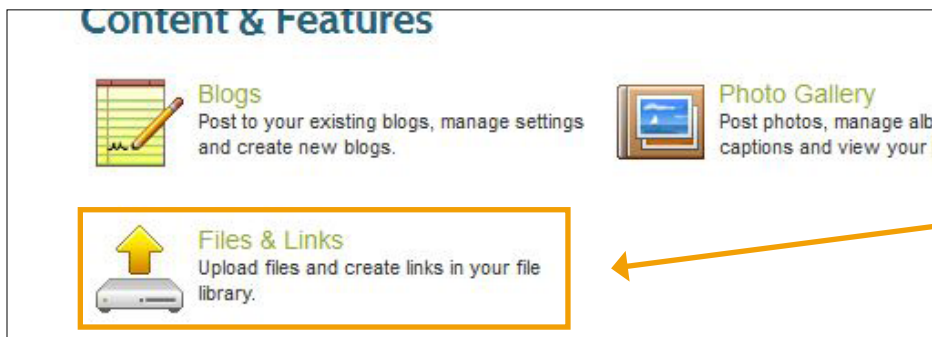 Content & Features
Blogs
Post to your existing blogs, manage settings
and create new blogs.
Photo Gallery
Post photos, manage
captions and view your
Files & Links
Upload files and create links in your file
library.